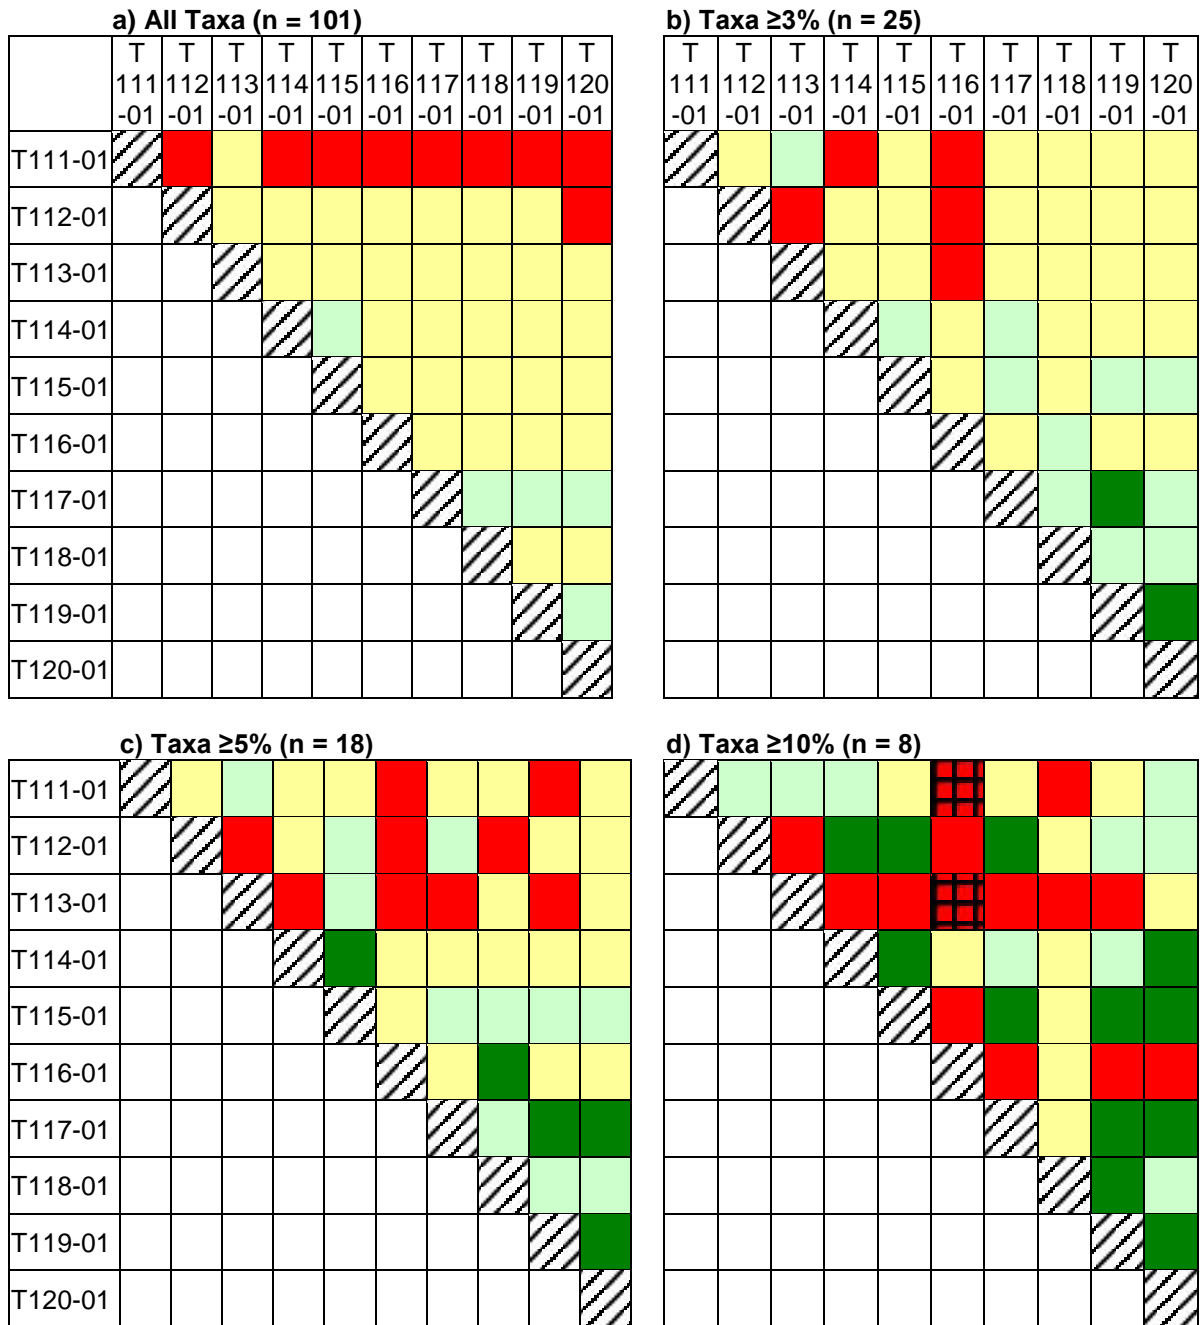 a) All Taxa (n = 101)
b) Taxa ≥3% (n = 25)
T T T T T T T T T T
111 112 113 114 115 116 117 118 119 120
-01 -01 -01 -01 -01 -01 -01 -01 -01 -01
T T T T T T T T T T
111 112 113 114 115 116 117 118 119 120
-01 -01 -01 -01 -01 -01 -01 -01 -01 -01
T111-01
T112-01
T113-01
T114-01
T115-01
T116-01
T117-01
T118-01
T119-01
T120-01
c) Taxa ≥5% (n = 18)
d) Taxa ≥10% (n = 8)
T111-01
T112-01
T113-01
T114-01
T115-01
T116-01
T117-01
T118-01
T119-01
T120-01